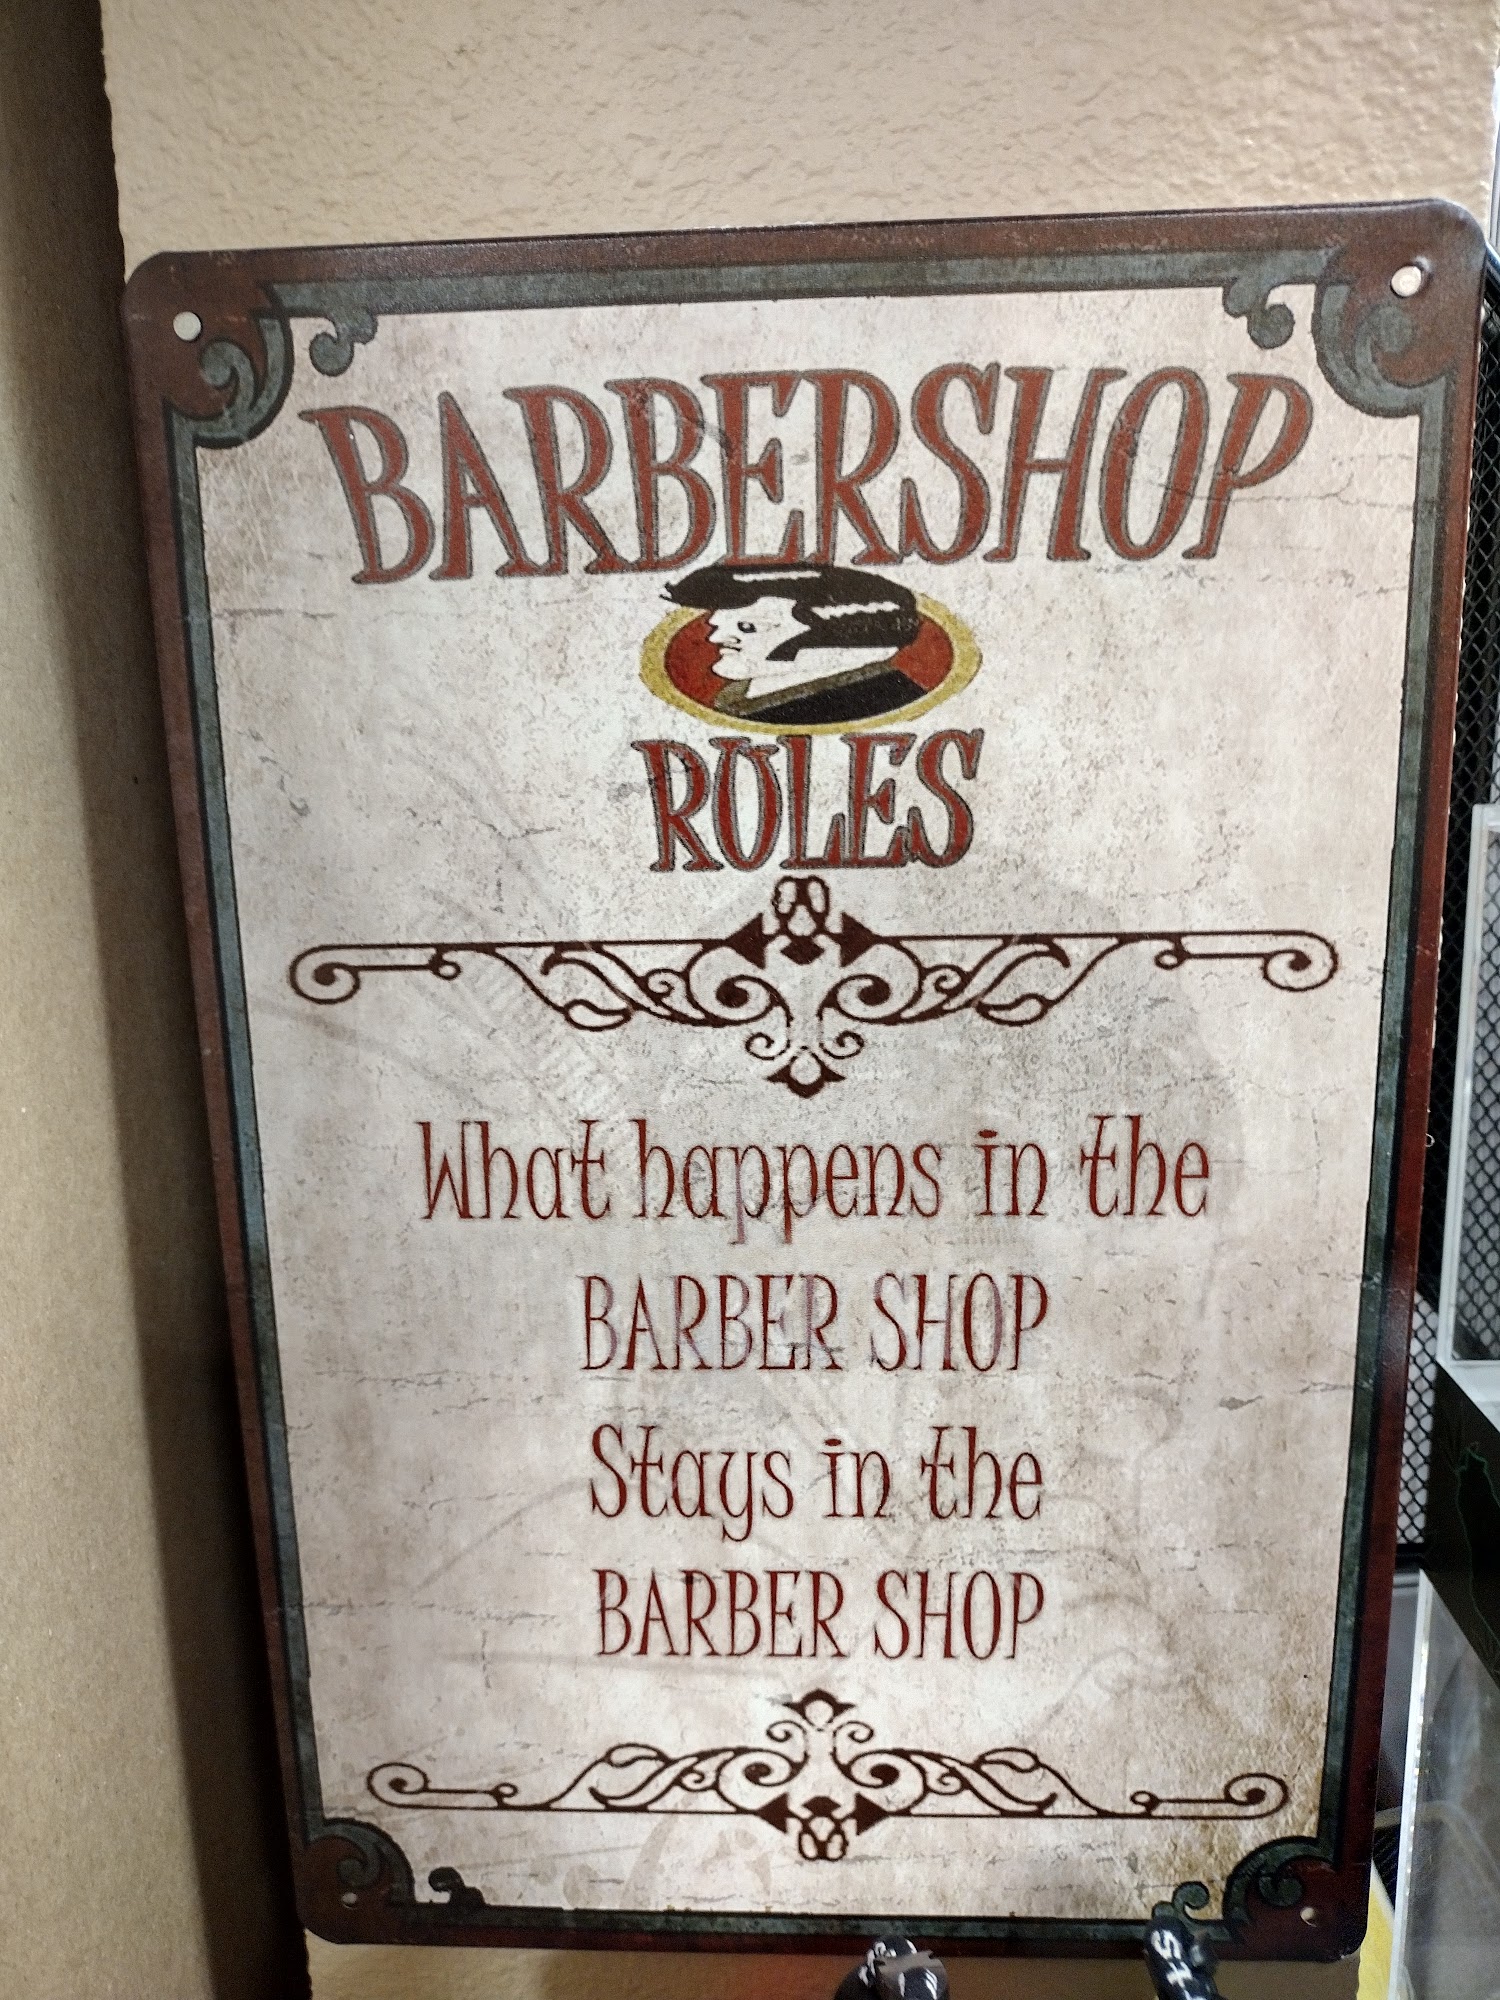 BARBERSHOP
RULES
What happens in the
BARBER SHOP
Stays in the
BARBER SHOP